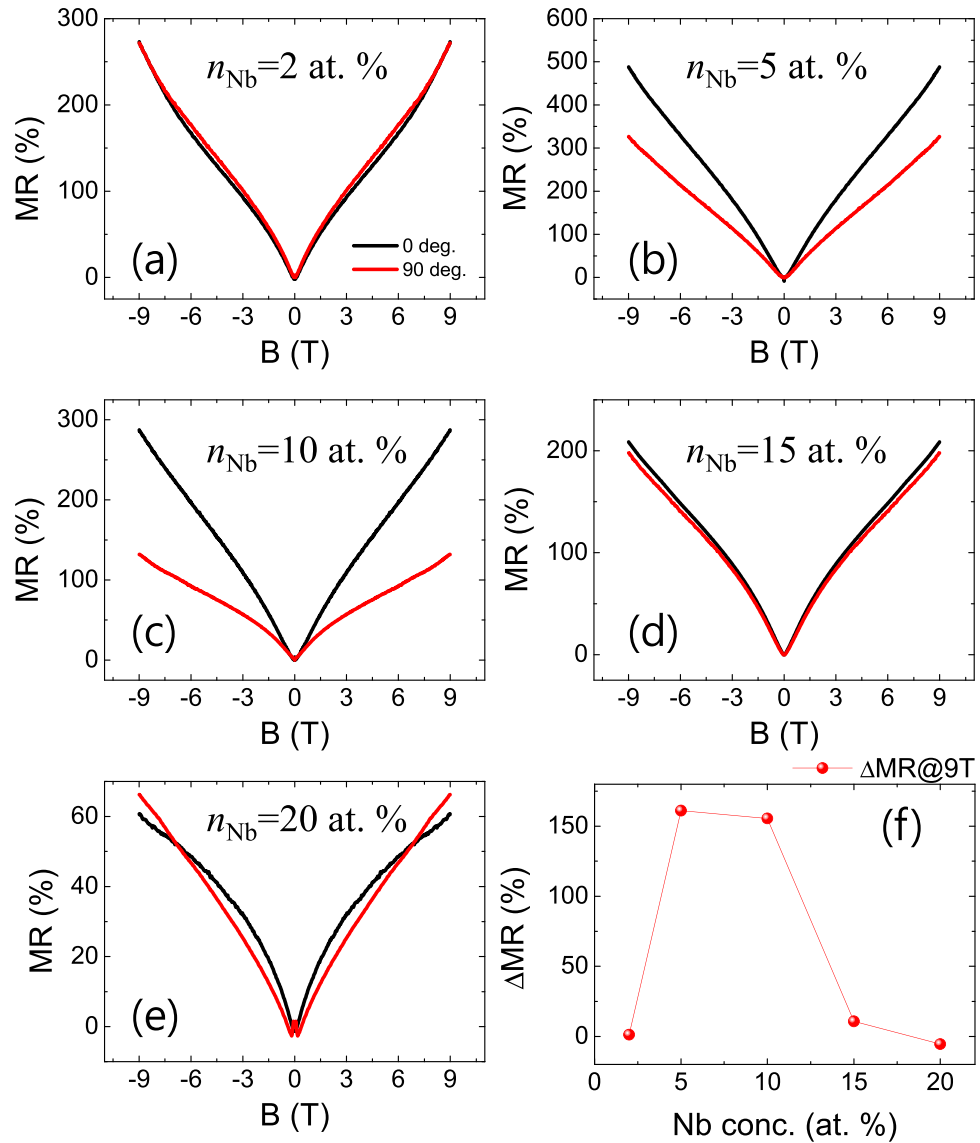 300
200
100
0
MR (%)
n_Nb=2 at. %
(a)
0 deg.
90 deg.
-9 -6 -3 0 3 6 9
B (T)
600
500
400
300
200
100
0
MR (%)
n_Nb=5 at. %
(b)
-9 -6 -3 0 3 6 9
B (T)
300
200
100
0
MR (%)
n_Nb=10 at. %
(c)
-9 -6 -3 0 3 6 9
B (T)
200
100
0
MR (%)
n_Nb=15 at. %
(d)
-9 -6 -3 0 3 6 9
B (T)
60
40
20
0
MR (%)
n_Nb=20 at. %
(e)
-9 -6 -3 0 3 6 9
B (T)
ΔMR@9T
150
100
50
0
ΔMR (%)
(f)
0 5 10 15 20
Nb conc. (at. %)